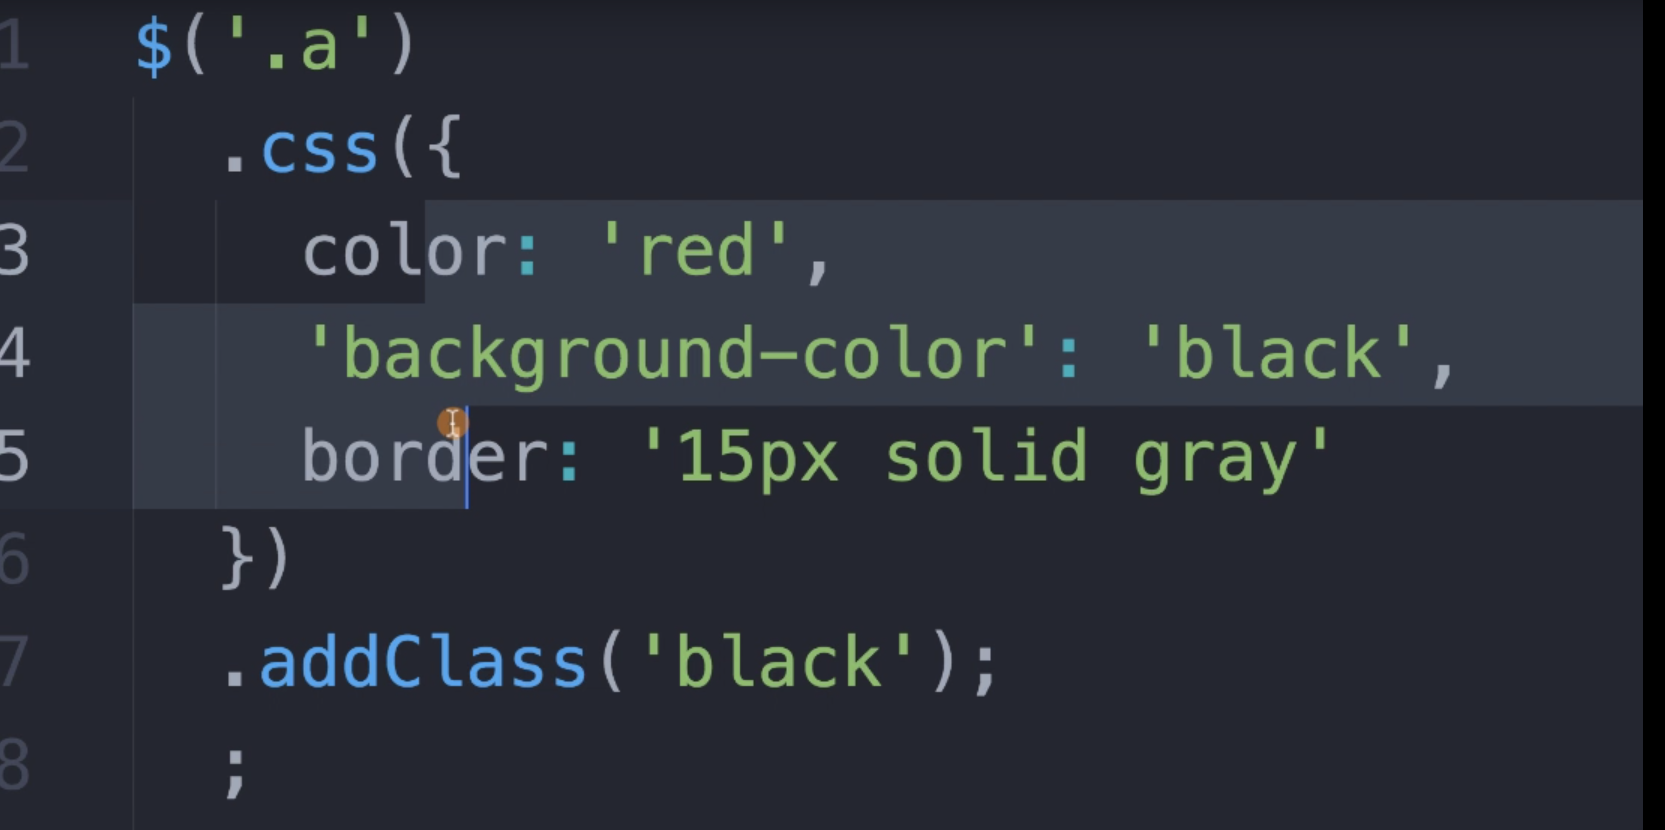 1 $('.a')
2 .css({
3 color: 'red',
4 'background-color': 'black',
5 border: '15px solid gray'
6 })
7 .addClass('black');
8 ;